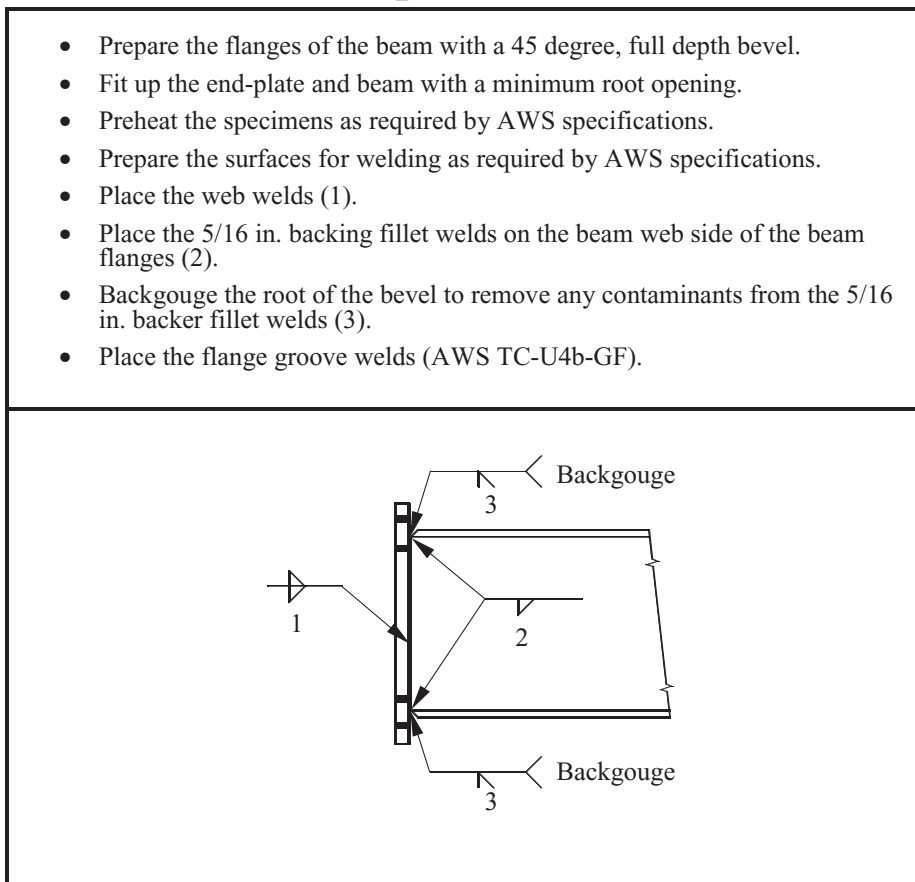 • Prepare the flanges of the beam with a 45 degree, full depth bevel.
• Fit up the end-plate and beam with a minimum root opening.
• Preheat the specimens as required by AWS specifications.
• Prepare the surfaces for welding as required by AWS specifications.
• Place the web welds (1).
• Place the 5/16 in. backing fillet welds on the beam web side of the beam
flanges (2).
• Backgouge the root of the bevel to remove any contaminants from the 5/16
in. backer fillet welds (3).
• Place the flange groove welds (AWS TC-U4b-GF).
Backgouge
3
1
2
Backgouge
3